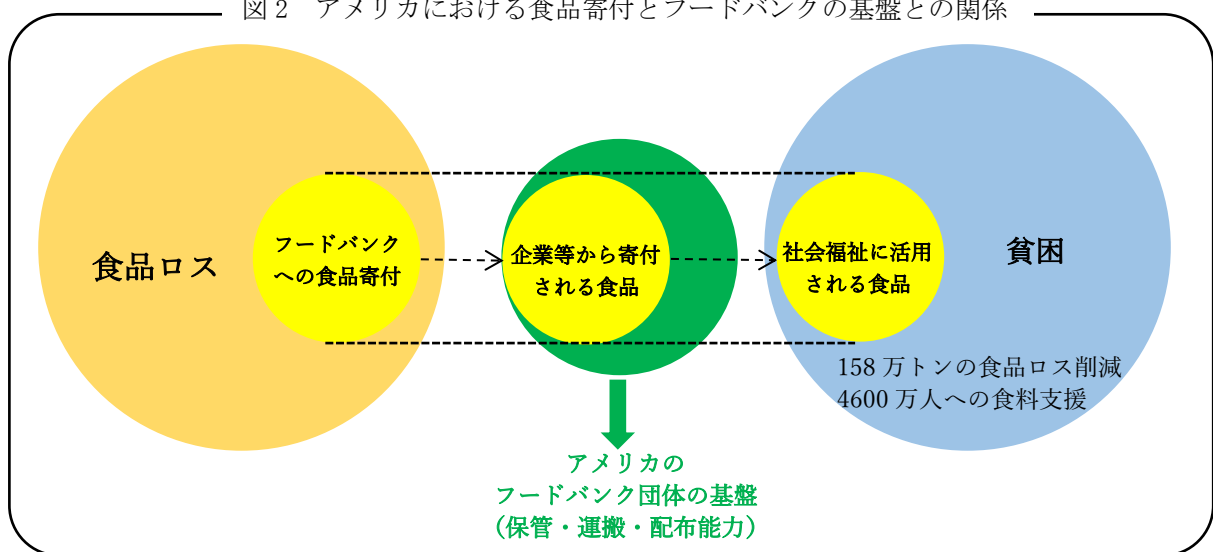 図2　アメリカにおける食品寄付とフードバンクの基盤との関係
食品ロス
フードバンク
への食品寄付
企業等から寄付
される食品
社会福祉に活用
される食品
貧困
158 万トンの食品ロス削減
4600 万人への食料支援
アメリカの
フードバンク団体の基盤
（保管・運搬・配布能力）